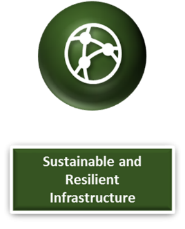 Sustainable and
Resilient
Infrastructure